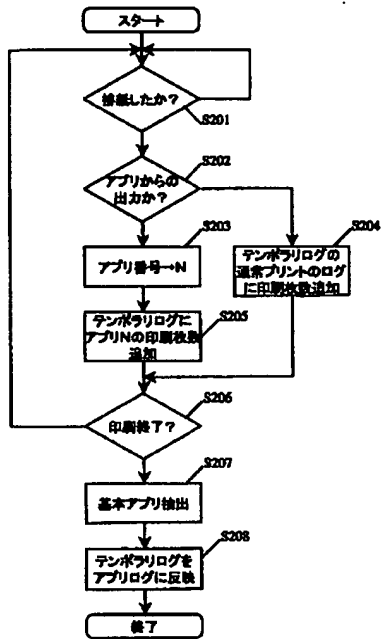 スタート
排紙したか？
S201
S202
アプリからの
出力か？
S203
アプリ番号→N
S204
テンポラリログの
通常プリントのログ
に印刷枚数追加
S205
テンポラリログに
アプリNの印刷枚数
追加
S206
印刷終了？
S207
基本アプリ抽出
S208
テンポラリログを
アプリログに反映
終了